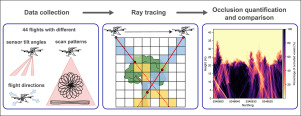 Data collection
Ray tracing
Occlusion quantification
and comparison
44 flights with different
sensor tilt angles
scan patterns
flight directions
Northing